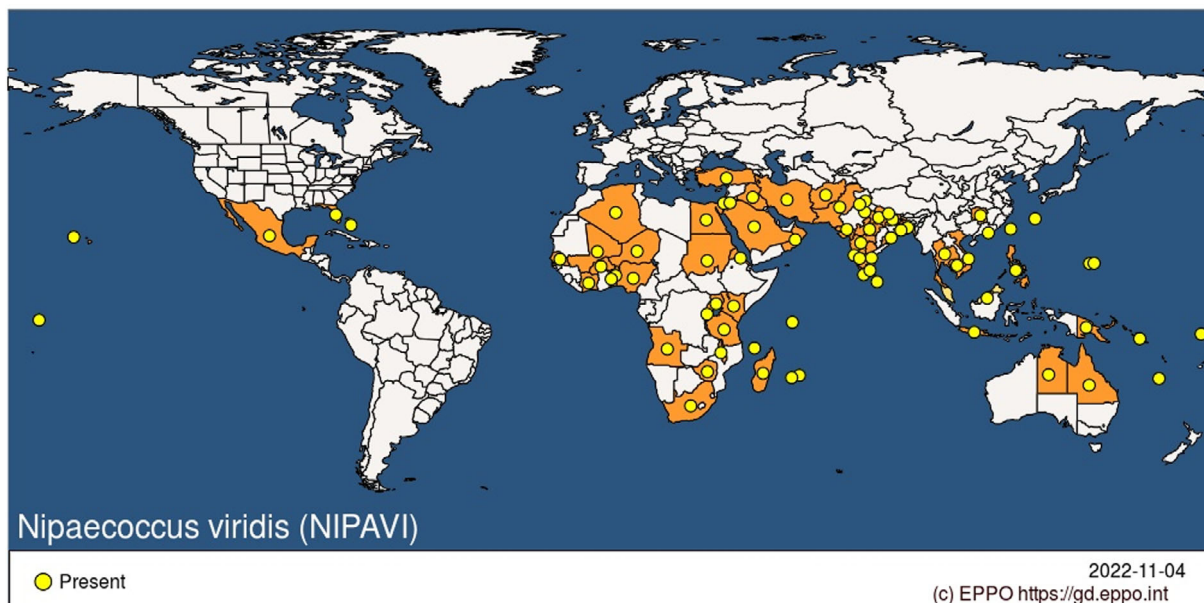 Nipaecoccus viridis (NIPAVI)
Present
2022-11-04
(c) EPPO https://gd.eppo.int